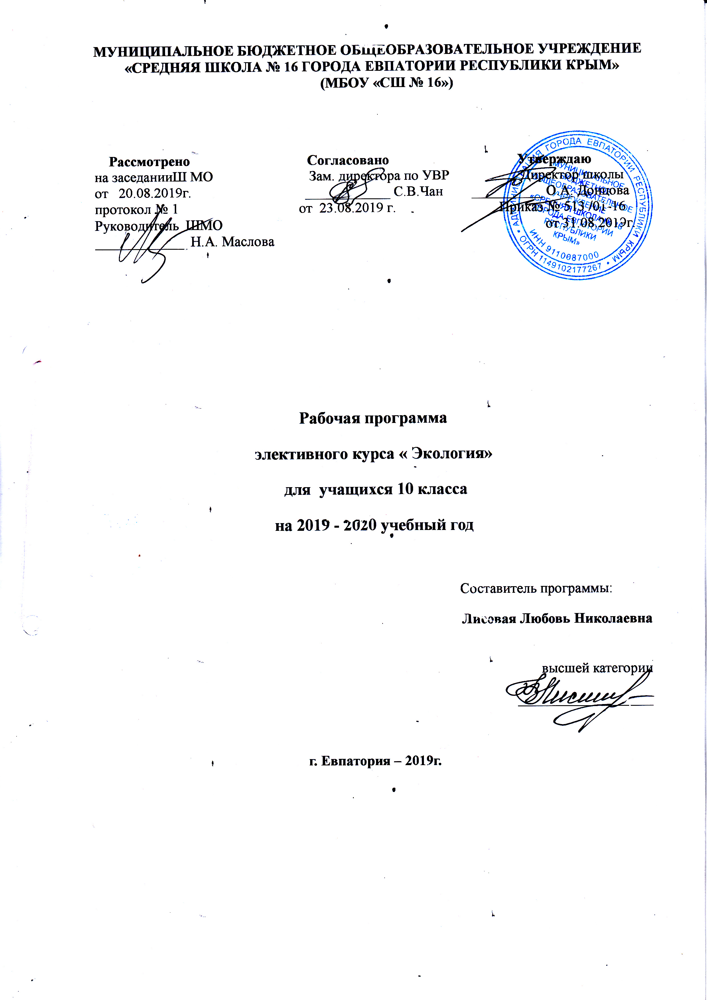 МУНИЦИПАЛЬНОЕ БЮДЖЕТНОЕ ОБЩЕОБРАЗОВАТЕЛЬНОЕ УЧРЕЖДЕНИЕ
«СРЕДНЯЯ ШКОЛА № 16 ГОРОДА ЕВПАТОРИИ РЕСПУБЛИКИ КРЫМ»
(МБОУ «СШ № 16»)
Рассмотрено
на заседанииШ МО
от 20.08.2019г.
протокол № 1
Руководитель ШМО
Н.А. Маслова
Согласовано
Зам. директора по УВР
С.В.Чан
от 23.08.2019 г.
Утверждаю
Директор школы
О.А. Донцова
Приказ № 513 /01 -16
от 31.08.2019г
АДМИНИСТРАЦИЯ ГОРОДА ЕВПАТОРИИ РЕСПУБЛИКИ КРЫМ
• ОГРН 1149102177267 •
МУНИЦИПАЛЬНОЕ
БЮДЖЕТНОЕ
ОБЩЕОБРАЗОВАТЕЛЬНОЕ
УЧРЕЖДЕНИЕ
«СРЕДНЯЯ ШКОЛА № 16
ГОРОДА ЕВПАТОРИИ
РЕСПУБЛИКИ
КРЫМ»
ИНН 9110087000
Рабочая программа
элективного курса « Экология»
для учащихся 10 класса
на 2019 - 2020 учебный год
Составитель программы:
Лисовая Любовь Николаевна
высшей категории
г. Евпатория – 2019г.